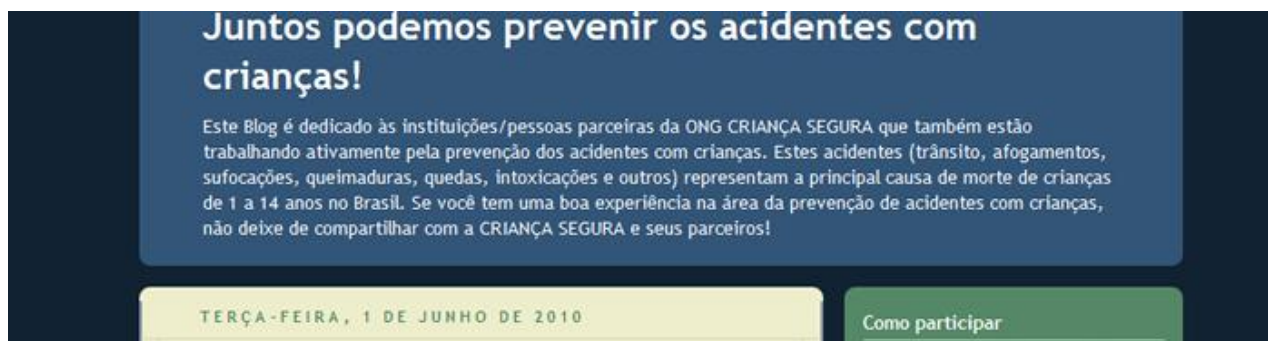 Juntos podemos prevenir os acidentes com
crianças!
Este Blog é dedicado às instituições/pessoas parceiras da ONG CRIANÇA SEGURA que também estão
trabalhando ativamente pela prevenção dos acidentes com crianças. Estes acidentes (trânsito, afogamentos,
sufocações, queimaduras, quedas, intoxicações e outros) representam a principal causa de morte de crianças
de 1 a 14 anos no Brasil. Se você tem uma boa experiência na área da prevenção de acidentes com crianças,
não deixe de compartilhar com a CRIANÇA SEGURA e seus parceiros!
TERÇA-FEIRA, 1 DE JUNHO DE 2010
Como participar